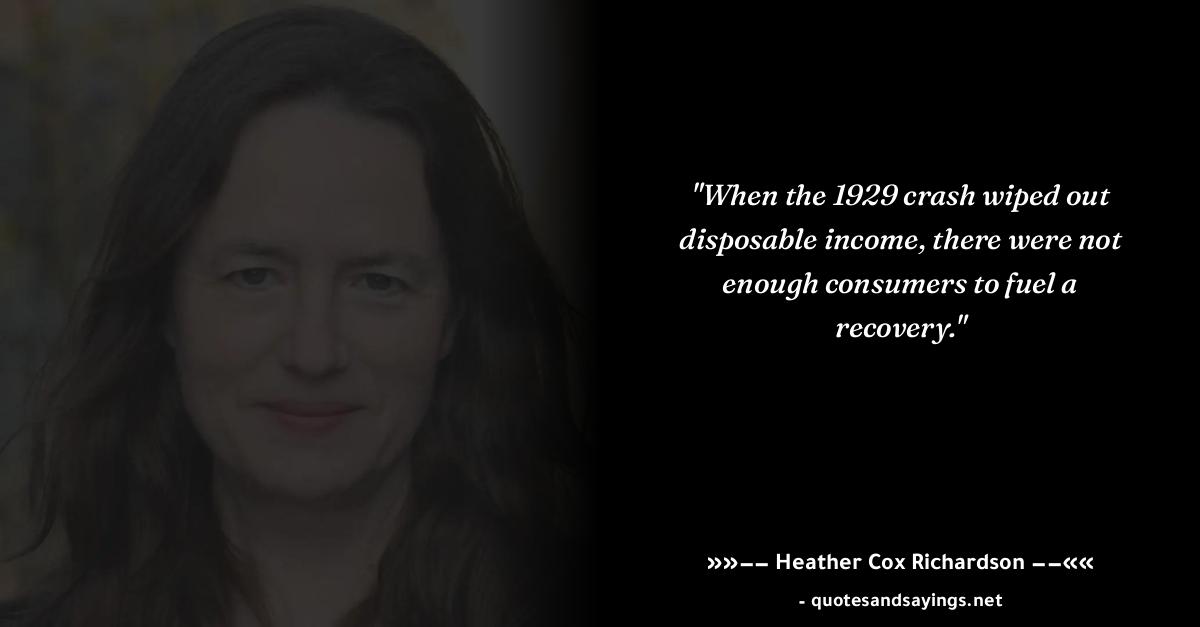 "When the 1929 crash wiped out
disposable income, there were not
enough consumers to fuel a
recovery."
»»−− Heather Cox Richardson −−««
- quotesandsayings.net